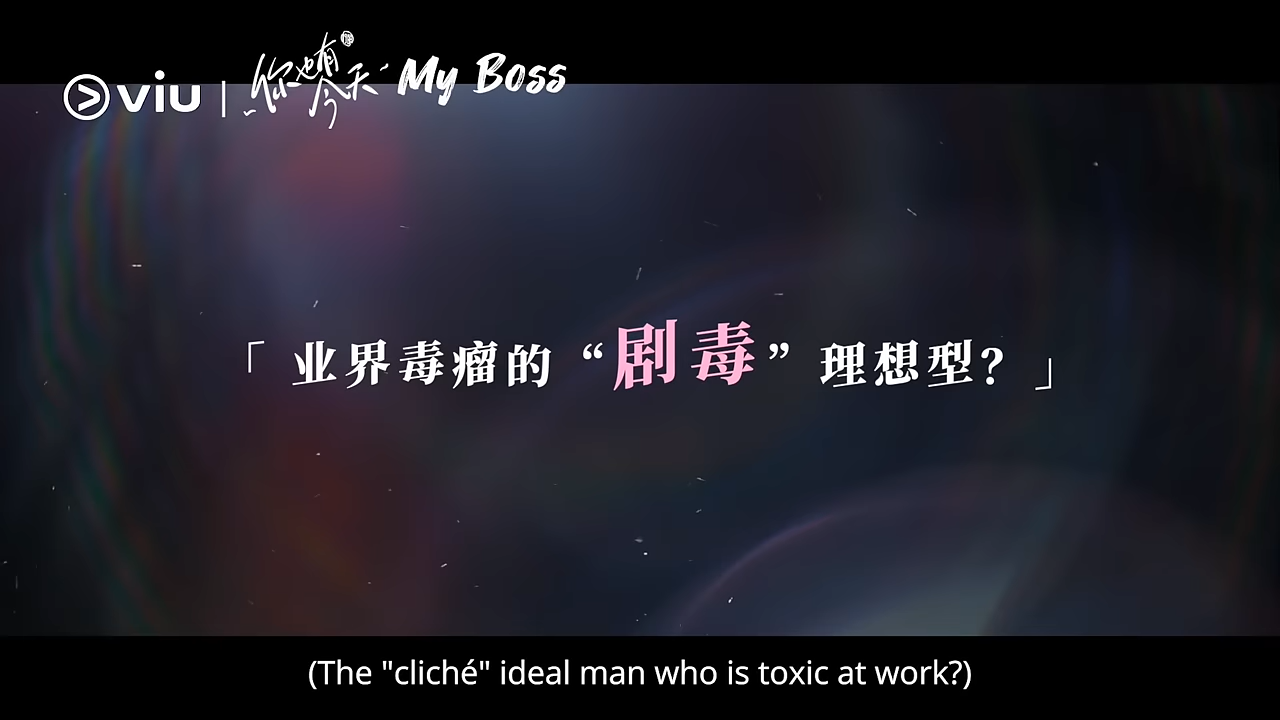 viu | 你也有今天 My Boss
「 业界毒瘤的 “剧毒” 理想型? 」
(The "cliché" ideal man who is toxic at work?)